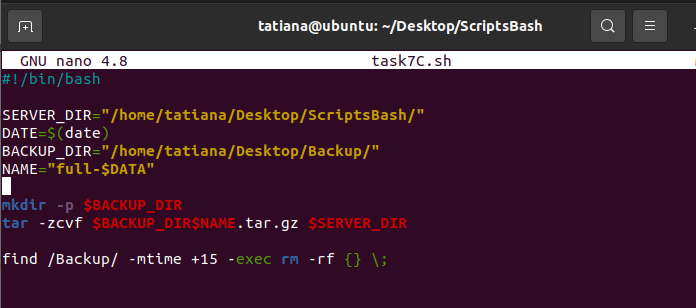 tatiana@ubuntu: ~/Desktop/ScriptsBash
GNU nano 4.8 task7C.sh
#!/bin/bash
SERVER_DIR="/home/tatiana/Desktop/ScriptsBash/"
DATE=$(date)
BACKUP_DIR="/home/tatiana/Desktop/Backup/"
NAME="full-$DATA"
mkdir -p $BACKUP_DIR
tar -zcvf $BACKUP_DIR$NAME.tar.gz $SERVER_DIR
find /Backup/ -mtime +15 -exec rm -rf {} \;